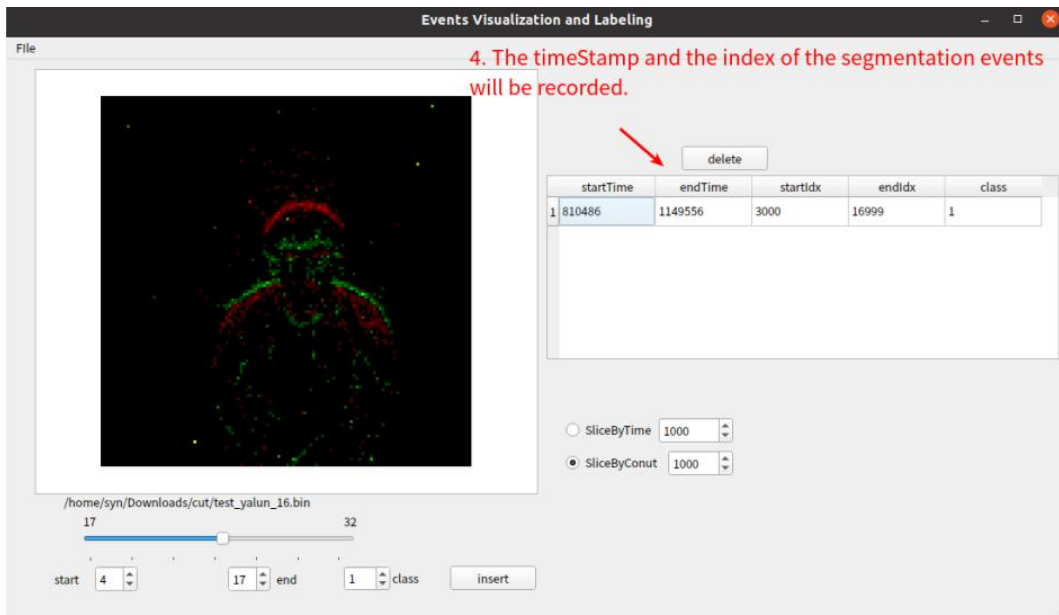 Events Visualization and Labeling
FIle
4. The timeStamp and the index of the segmentation events
will be recorded.
delete
startTime endTime startIdx endIdx class
1 810486 1149556 3000 16999 1
SliceByTime 1000
SliceByConut 1000
/home/syn/Downloads/cut/test_yalun_16.bin
17 32
start 4 17 end 1 class insert